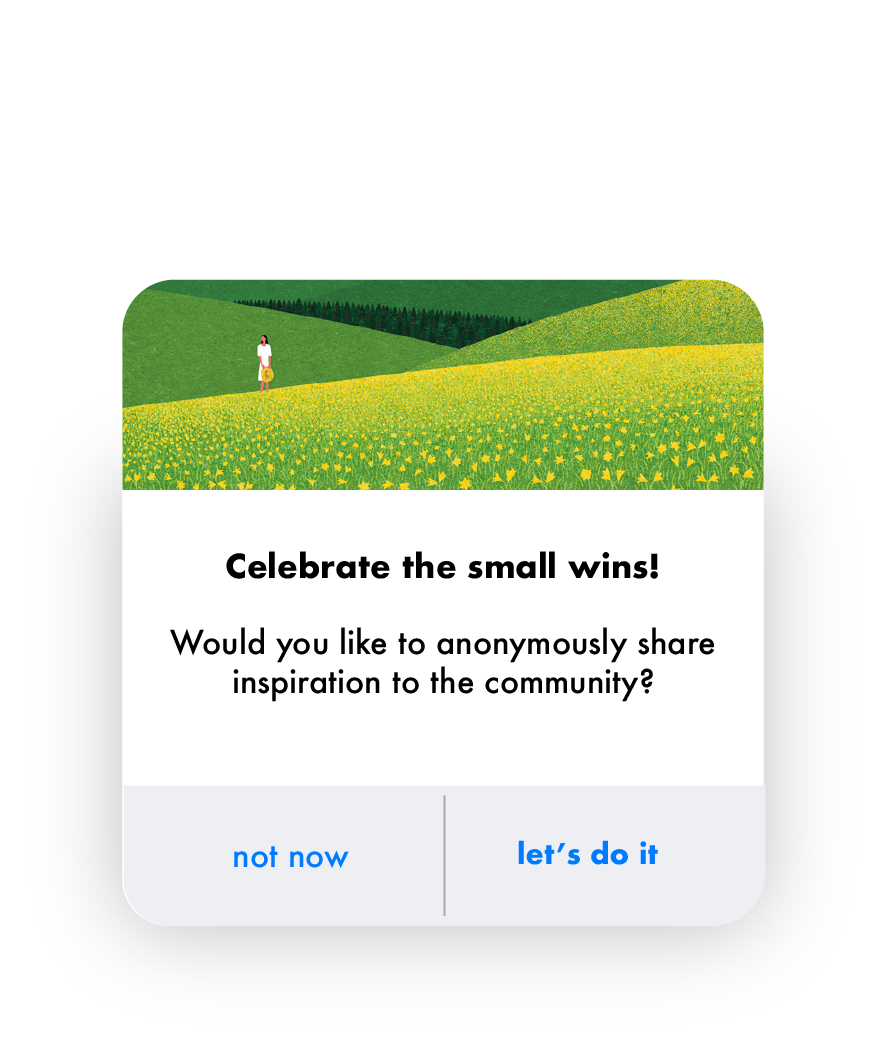 Celebrate the small wins!
Would you like to anonymously share
inspiration to the community?
not now
let’s do it